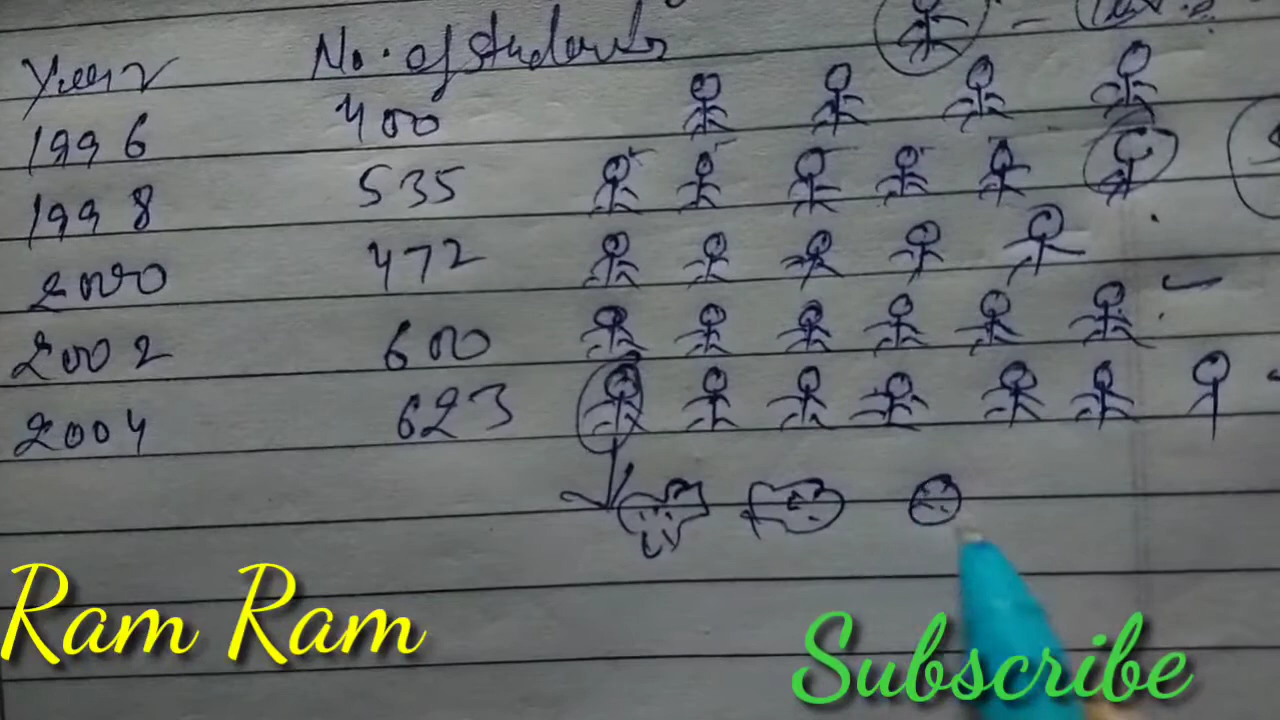 Year No. of Students
1996 400
1998 535
2000 472
2002 600
2004 623
Ram Ram
Subscribe